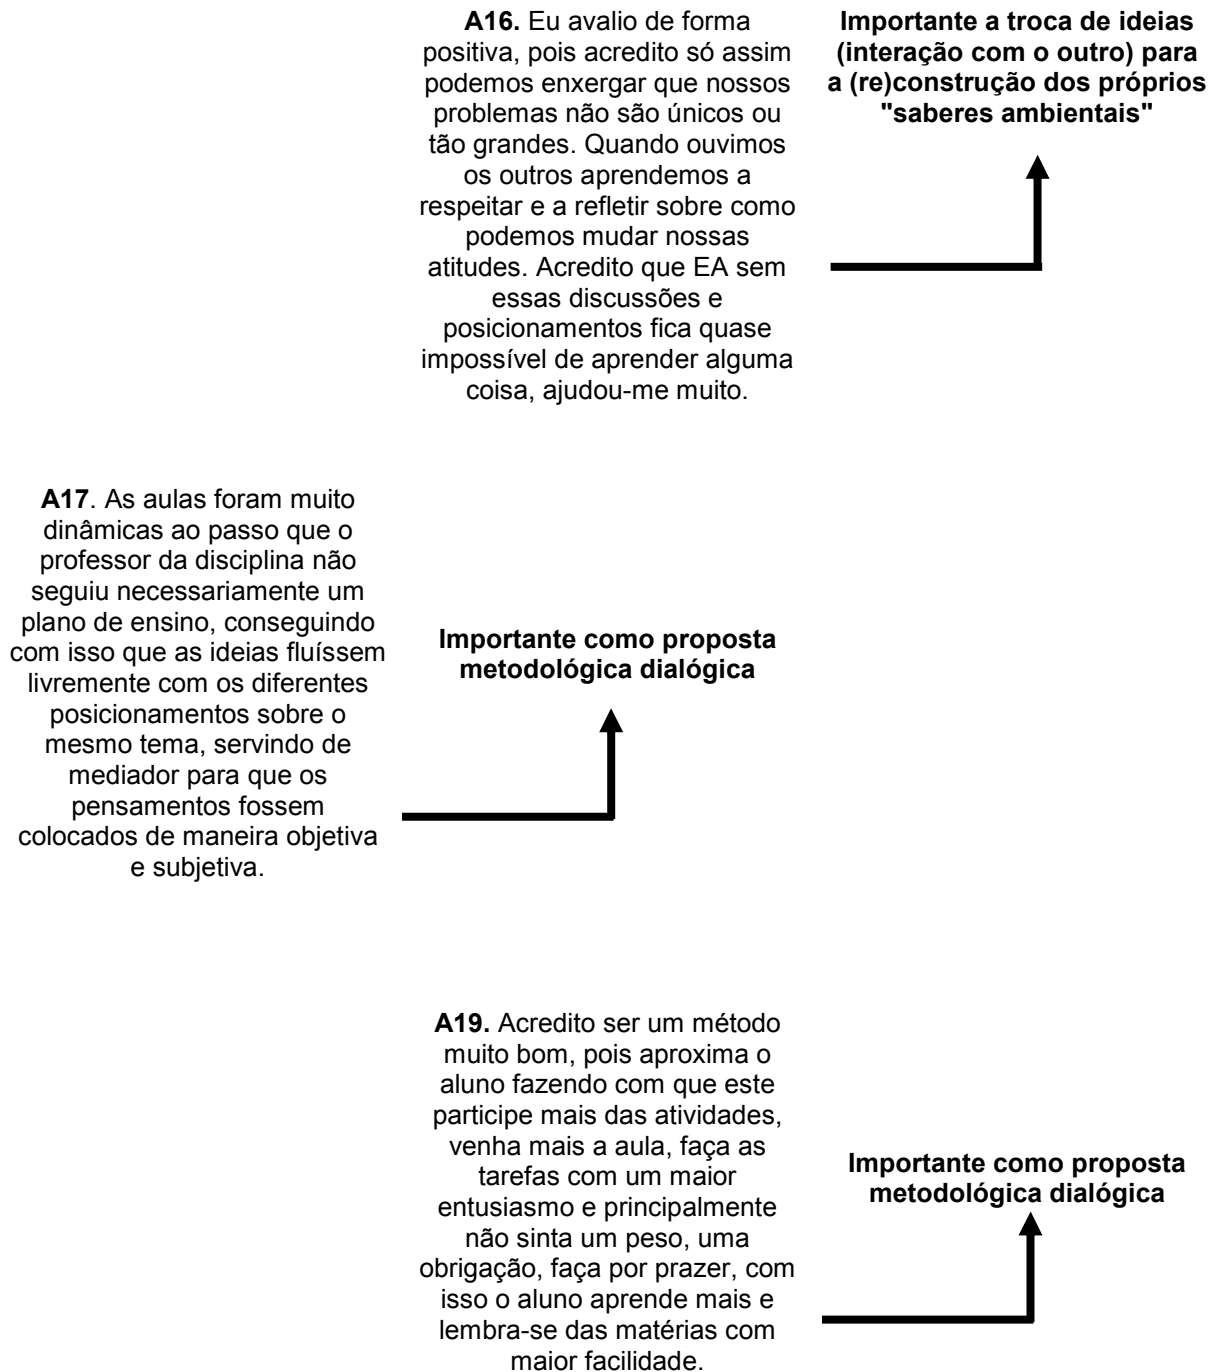 A16. Eu avalio de forma
positiva, pois acredito só assim
podemos enxergar que nossos
problemas não são únicos ou
tão grandes. Quando ouvimos
os outros aprendemos a
respeitar e a refletir sobre como
podemos mudar nossas
atitudes. Acredito que EA sem
essas discussões e
posicionamentos fica quase
impossível de aprender alguma
coisa, ajudou-me muito.
Importante a troca de ideias
(interação com o outro) para
a (re)construção dos próprios
"saberes ambientais"
A17. As aulas foram muito
dinâmicas ao passo que o
professor da disciplina não
seguiu necessariamente um
plano de ensino, conseguindo
com isso que as ideias fluíssem
livremente com os diferentes
posicionamentos sobre o
mesmo tema, servindo de
mediador para que os
pensamentos fossem
colocados de maneira objetiva
e subjetiva.
Importante como proposta
metodológica dialógica
A19. Acredito ser um método
muito bom, pois aproxima o
aluno fazendo com que este
participe mais das atividades,
venha mais a aula, faça as
tarefas com um maior
entusiasmo e principalmente
não sinta um peso, uma
obrigação, faça por prazer, com
isso o aluno aprende mais e
lembra-se das matérias com
maior facilidade.
Importante como proposta
metodológica dialógica